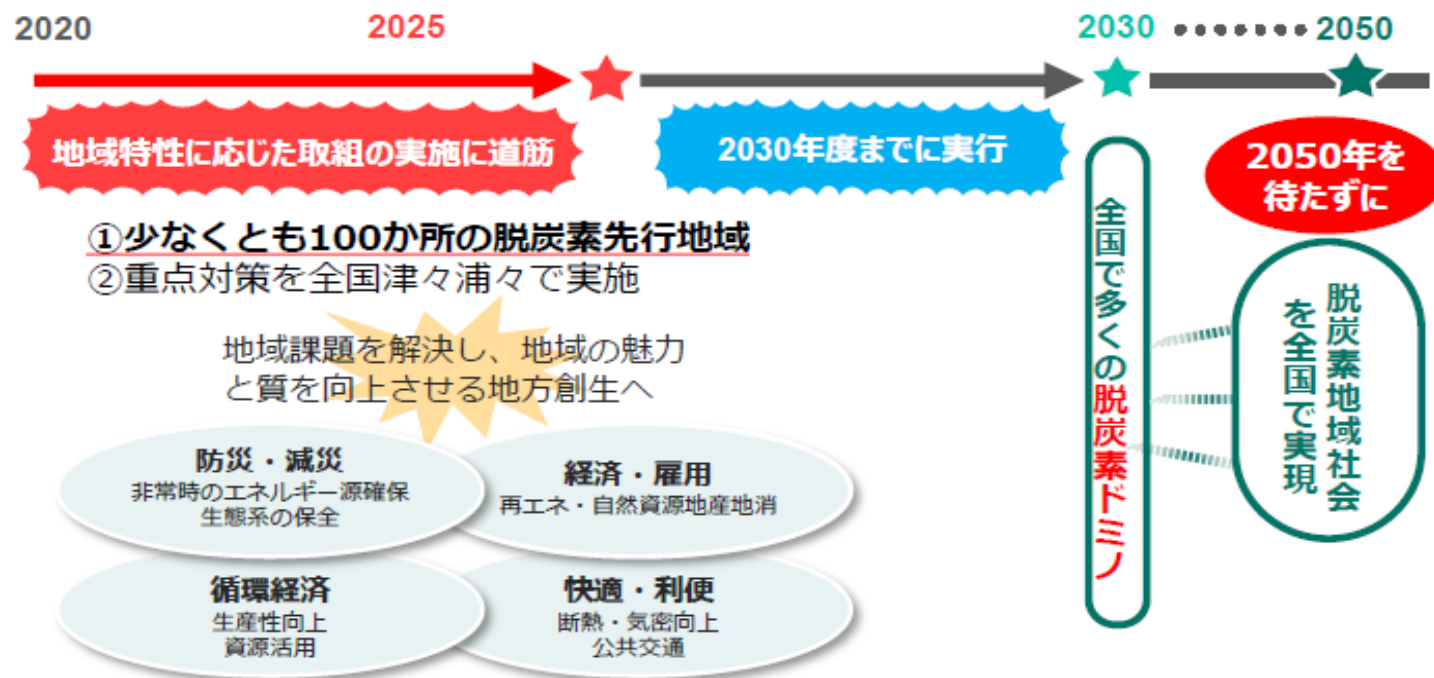 2020
2025
2030
2050
地域特性に応じた取組の実施に道筋
2030年度までに実行
①少なくとも100か所の脱炭素先行地域
②重点対策を全国津々浦々で実施
地域課題を解決し、地域の魅力
と質を向上させる地方創生へ
防災・減災
非常時のエネルギー源確保
生態系の保全
経済・雇用
再エネ・自然資源地産地消
循環経済
生産性向上
資源活用
快適・利便
断熱・気密向上
公共交通
全国で多くの脱炭素ドミノ
2050年を
待たずに
脱炭素地域社会
を全国で実現